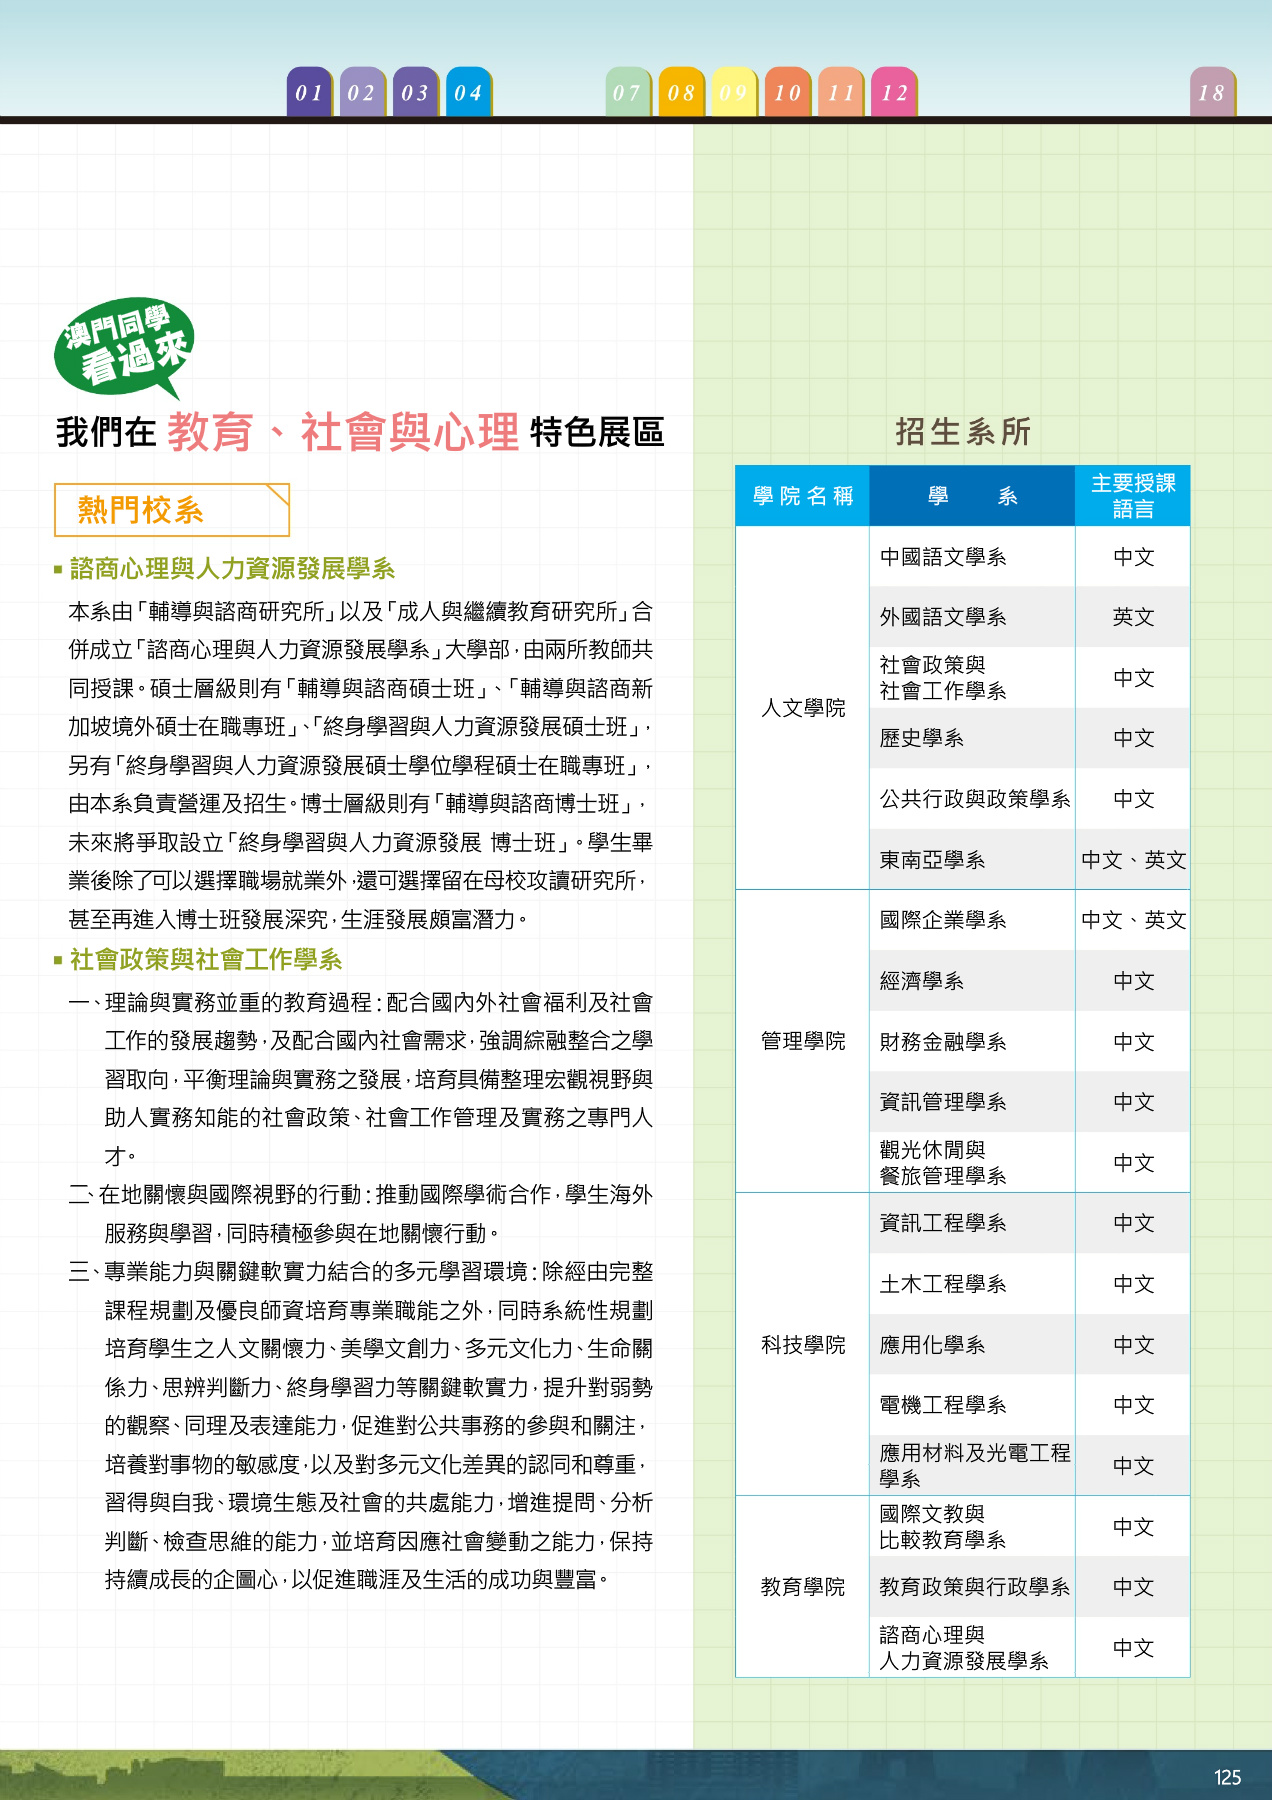 01 02 03 04 07 08 09 10 11 12 18
澳門同學
看過來
我們在 教育、社會與心理 特色展區
熱門校系
▪ 諮商心理與人力資源發展學系
本系由「輔導與諮商研究所」以及「成人與繼續教育研究所」合
併成立「諮商心理與人力資源發展學系」大學部，由兩所教師共
同授課。碩士層級則有「輔導與諮商碩士班」、「輔導與諮商新
加坡境外碩士在職專班」、「終身學習與人力資源發展碩士班」，
另有「終身學習與人力資源發展碩士學位學程碩士在職專班」，
由本系負責營運及招生。博士層級則有「輔導與諮商博士班」，
未來將爭取設立「終身學習與人力資源發展 博士班」。學生畢
業後除了可以選擇職場就業外，還可選擇留在母校攻讀研究所，
甚至再進入博士班發展深究，生涯發展頗富潛力。
▪ 社會政策與社會工作學系
一、理論與實務並重的教育過程：配合國內外社會福利及社會
工作的發展趨勢，及配合國內社會需求，強調綜融整合之學
習取向，平衡理論與實務之發展，培育具備整理宏觀視野與
助人實務知能的社會政策、社會工作管理及實務之專門人
才。
二、在地關懷與國際視野的行動：推動國際學術合作，學生海外
服務與學習，同時積極參與在地關懷行動。
三、專業能力與關鍵軟實力結合的多元學習環境：除經由完整
課程規劃及優良師資培育專業職能之外，同時系統性規劃
培育學生之人文關懷力、美學文創力、多元文化力、生命關
係力、思辨判斷力、終身學習力等關鍵軟實力，提升對弱勢
的觀察、同理及表達能力，促進對公共事務的參與和關注，
培養對事物的敏感度，以及對多元文化差異的認同和尊重，
習得與自我、環境生態及社會的共處能力，增進提問、分析
判斷、檢查思維的能力，並培育因應社會變動之能力，保持
持續成長的企圖心，以促進職涯及生活的成功與豐富。
招生系所
學院名稱 學系 主要授課
語言
人文學院
中國語文學系 中文
外國語文學系 英文
社會政策與
社會工作學系 中文
歷史學系 中文
公共行政與政策學系 中文
東南亞學系 中文、英文
管理學院
國際企業學系 中文、英文
經濟學系 中文
財務金融學系 中文
資訊管理學系 中文
觀光休閒與
餐旅管理學系 中文
科技學院
資訊工程學系 中文
土木工程學系 中文
應用化學系 中文
電機工程學系 中文
應用材料及光電工程
學系 中文
教育學院
國際文教與
比較教育學系 中文
教育政策與行政學系 中文
諮商心理與
人力資源發展學系 中文
125